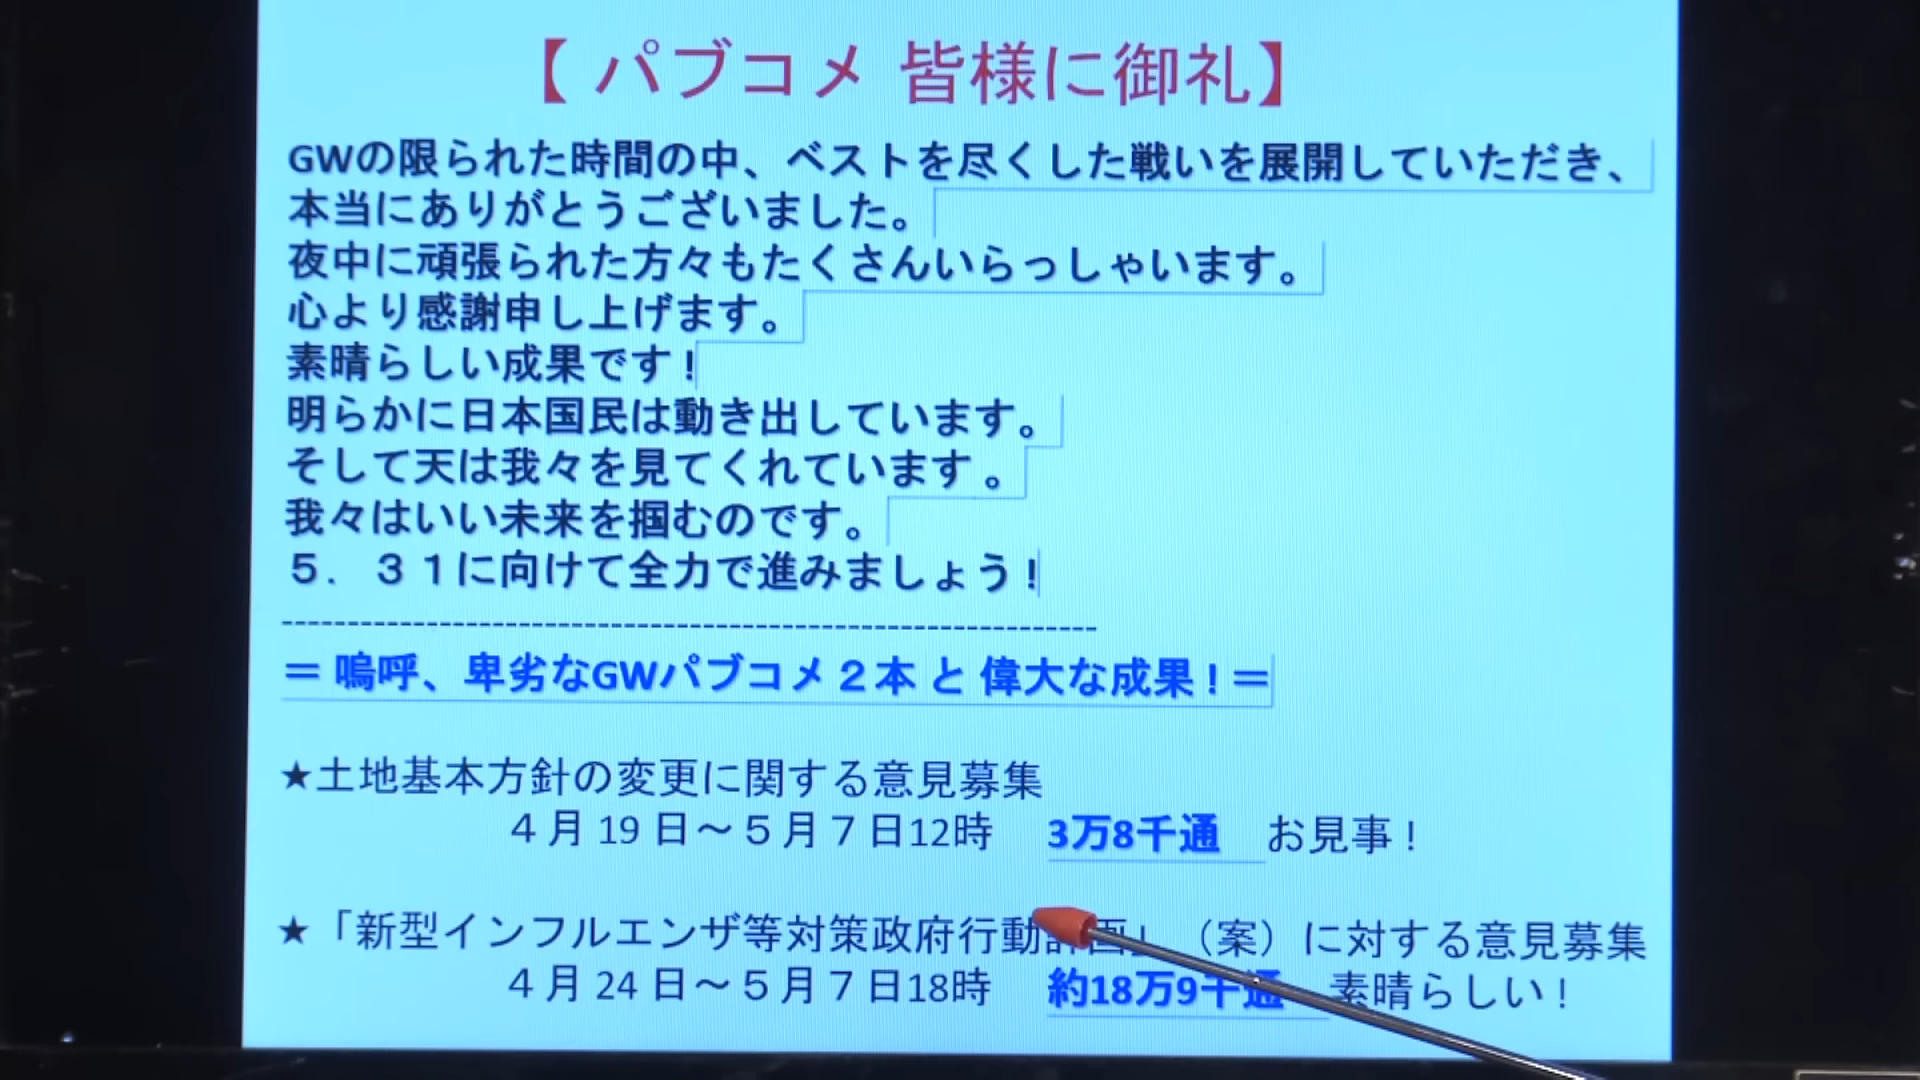 【 パブコメ 皆様に御礼】
GWの限られた時間の中、ベストを尽くした戦いを展開していただき、
本当にありがとうございました。
夜中に頑張られた方々もたくさんいらっしゃいます。
心より感謝申し上げます。
素晴らしい成果です！
明らかに日本国民は動き出しています。
そして天は我々を見てくれています 。
我々はいい未来を掴むのです。
５．３１に向けて全力で進みましょう！
--------------------------------------------------------------
＝ 嗚呼、卑劣なGWパブコメ２本 と 偉大な成果！＝
★土地基本方針の変更に関する意見募集
４月 19 日～５月７日12時 3万8千通 お見事！
★「新型インフルエンザ等対策政府行動計画」（案）に対する意見募集
４月 24 日～５月７日18時 約18万9千通 素晴らしい！